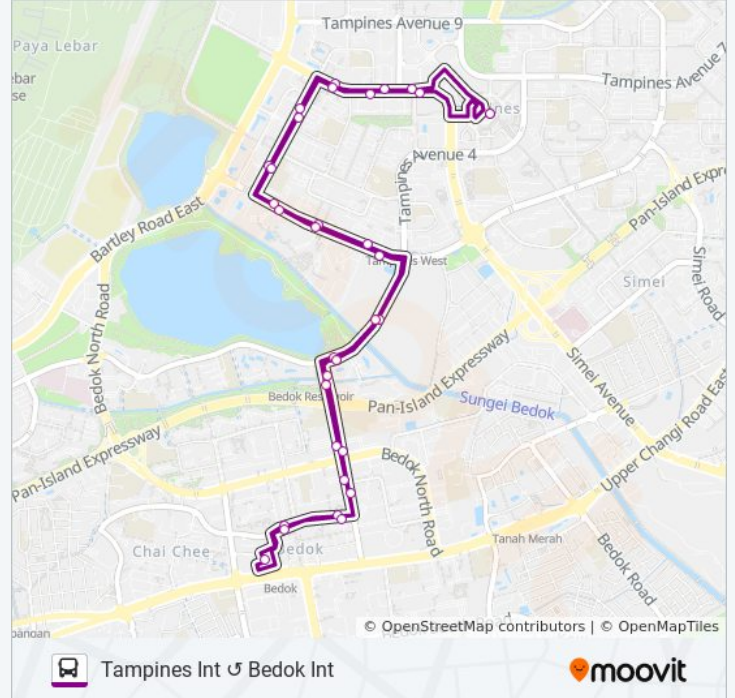 Tampines Avenue 9
Paya Lebar
Tampines Avenue 7
Avenue 4
Tampines
Pan-Island Expr
Bartley Road East
West
Simei
Simei Road
Bedok North Road
Bedok Reservoir
Pan-Island Expressway
Sungei Bedok
Simei Avenue
Upper Changi Road East
Pan-Island Expressway
Bedok North Road
Chai Chee
Tanah Merah
Bedok Road
Bedok
© OpenStreetMap contributors | © OpenMapTiles
Tampines Int ↺ Bedok Int
moovit